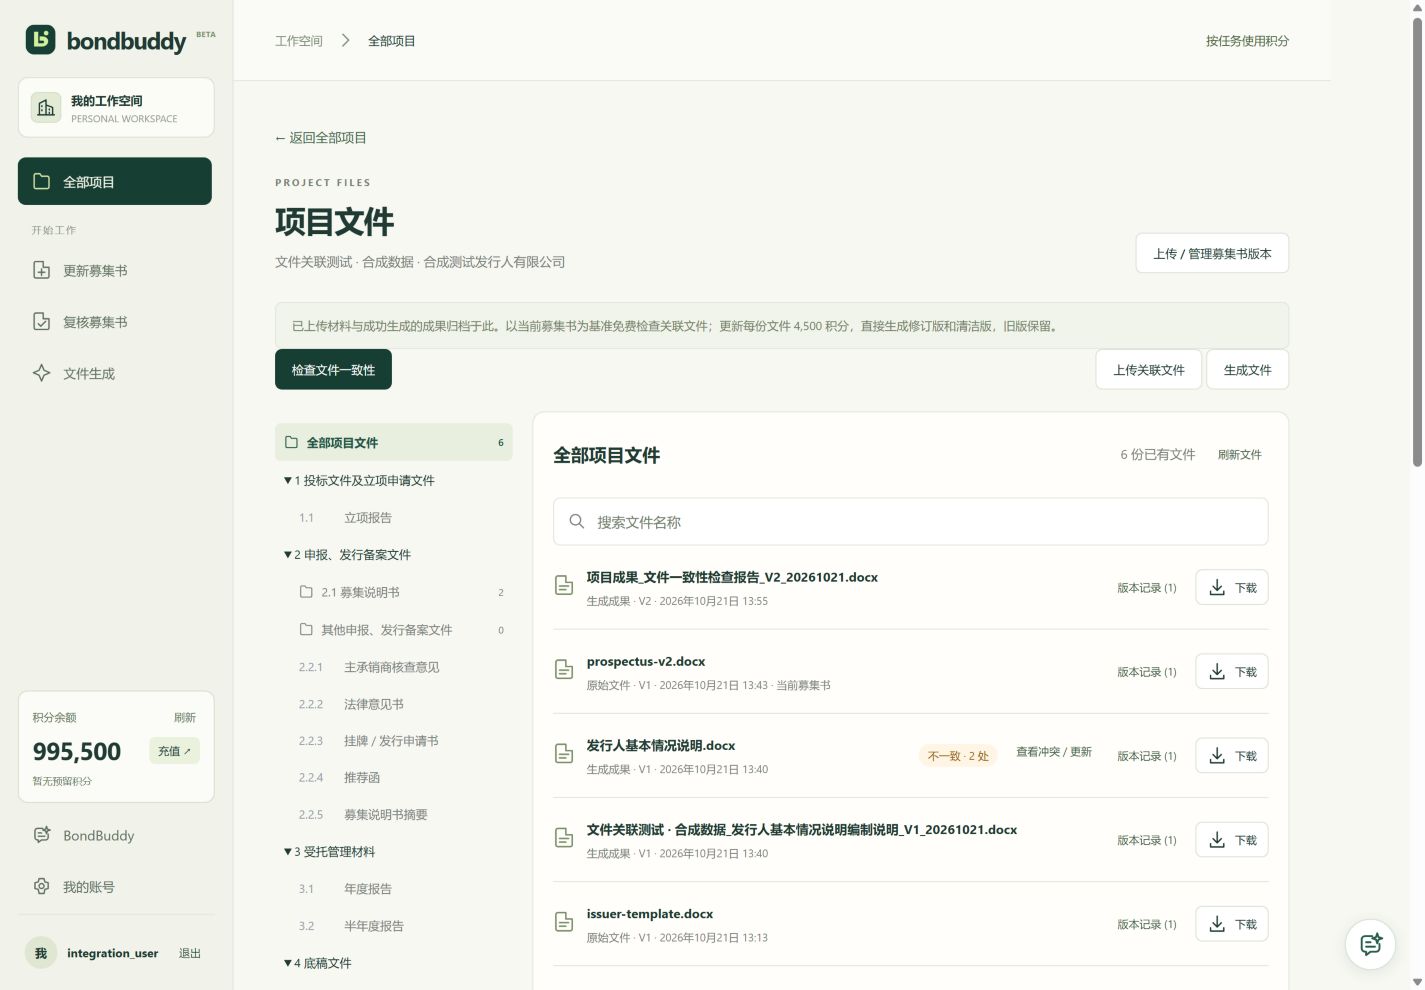 bondbuddy BETA
我的工作空间
PERSONAL WORKSPACE
全部项目
开始工作
更新募集书
复核募集书
文件生成
积分余额 刷新
995,500 充值 ↗
暂无预留积分
BondBuddy
我的账号
我 integration_user 退出
工作空间 > 全部项目 按任务使用积分
← 返回全部项目
PROJECT FILES
项目文件
文件关联测试 · 合成数据 · 合成测试发行人有限公司
上传 / 管理募集书版本
已上传材料与成功生成的成果归档于此。以当前募集书为基准免费检查关联文件；更新每份文件 4,500 积分，直接生成修订版和清洁版，旧版保留。
检查文件一致性 上传关联文件 生成文件
全部项目文件 6
▼1 投标文件及立项申请文件
1.1 立项报告
▼2 申报、发行备案文件
2.1 募集说明书 2
其他申报、发行备案文件 0
2.2.1 主承销商核查意见
2.2.2 法律意见书
2.2.3 挂牌 / 发行申请书
2.2.4 推荐函
2.2.5 募集说明书摘要
▼3 受托管理材料
3.1 年度报告
3.2 半年度报告
▼4 底稿文件
全部项目文件 6 份已有文件 刷新文件
搜索文件名称
项目成果_文件一致性检查报告_V2_20261021.docx
生成成果 · V2 · 2026年10月21日 13:55
版本记录 (1) 下载
prospectus-v2.docx
原始文件 · V1 · 2026年10月21日 13:43 · 当前募集书
版本记录 (1) 下载
发行人基本情况说明.docx
生成成果 · V1 · 2026年10月21日 13:40
不一致 · 2 处 查看冲突 / 更新 版本记录 (1) 下载
文件关联测试 · 合成数据_发行人基本情况说明编制说明_V1_20261021.docx
生成成果 · V1 · 2026年10月21日 13:40
版本记录 (1) 下载
issuer-template.docx
原始文件 · V1 · 2026年10月21日 13:13
版本记录 (1) 下载